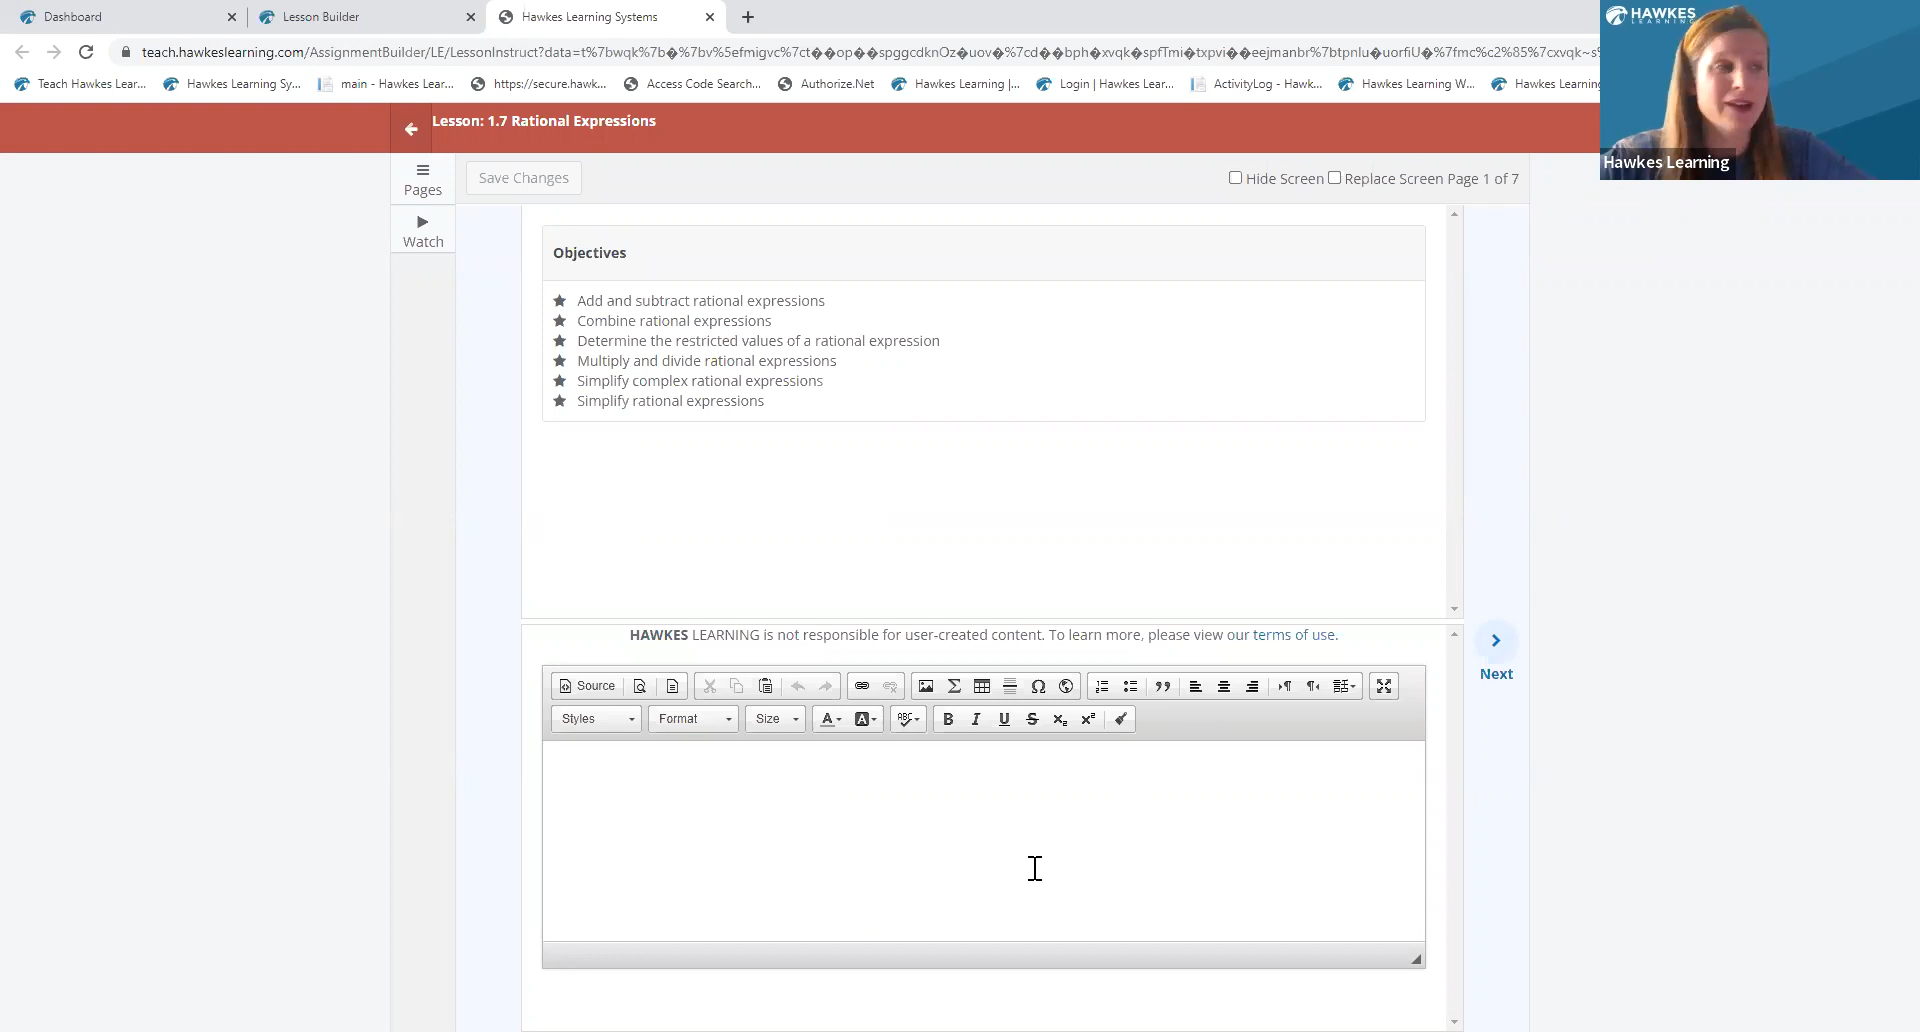 Dashboard
Lesson Builder
Hawkes Learning Systems
HAWKES
LEARNING
Teach Hawkes Lear...
Hawkes Learning Sy...
main - Hawkes Lear...
https://secure.hawk...
Access Code Search...
Authorize.Net
Hawkes Learning |...
Login | Hawkes Lear...
ActivityLog - Hawk...
Hawkes Learning W...
Hawkes Learning
Lesson: 1.7 Rational Expressions
Hawkes Learning
Pages
Save Changes
Hide Screen
Replace Screen Page 1 of 7
Watch
Objectives
Add and subtract rational expressions
Combine rational expressions
Determine the restricted values of a rational expression
Multiply and divide rational expressions
Simplify complex rational expressions
Simplify rational expressions
HAWKES LEARNING is not responsible for user-created content. To learn more, please view our terms of use.
Next
Source
Styles
Format
Size